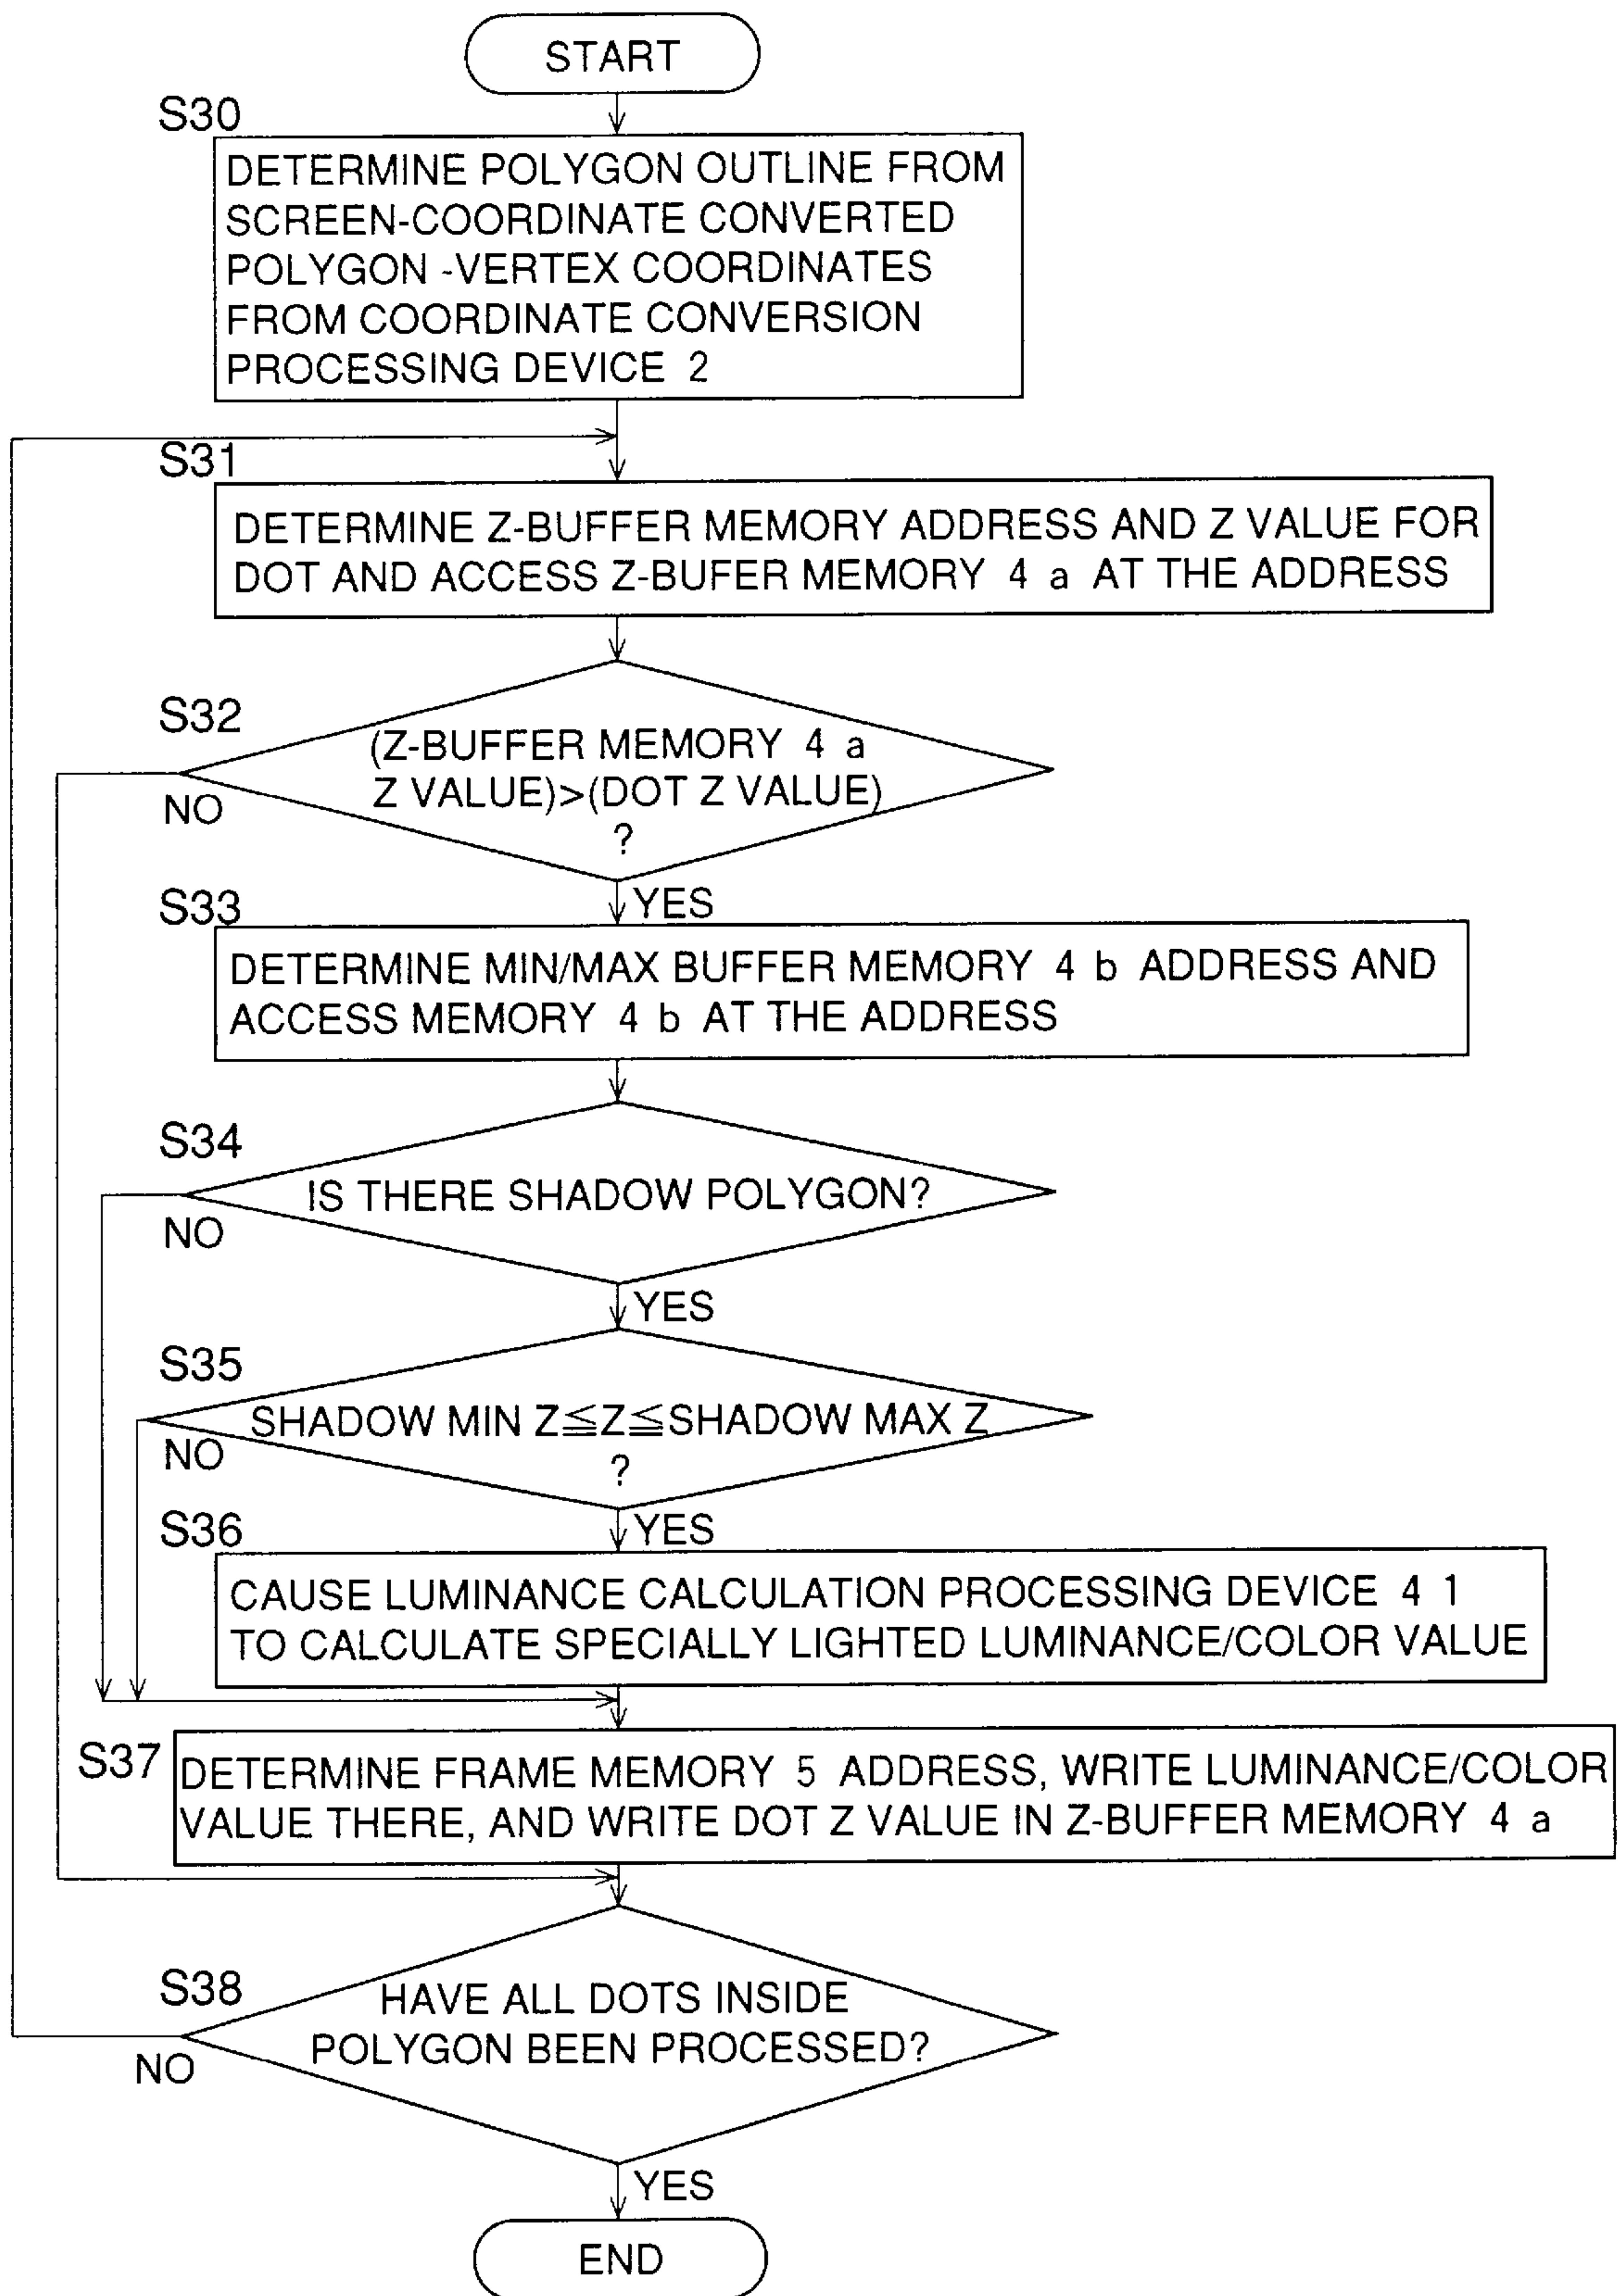 START
S30
DETERMINE POLYGON OUTLINE FROM
SCREEN-COORDINATE CONVERTED
POLYGON -VERTEX COORDINATES
FROM COORDINATE CONVERSION
PROCESSING DEVICE 2
S31
DETERMINE Z-BUFFER MEMORY ADDRESS AND Z VALUE FOR
DOT AND ACCESS Z-BUFER MEMORY 4 a AT THE ADDRESS
S32
(Z-BUFFER MEMORY 4 a
Z VALUE)>(DOT Z VALUE)
?
NO
YES
S33
DETERMINE MIN/MAX BUFFER MEMORY 4 b ADDRESS AND
ACCESS MEMORY 4 b AT THE ADDRESS
S34
IS THERE SHADOW POLYGON?
NO
YES
S35
SHADOW MIN Z≦Z≦SHADOW MAX Z
?
NO
YES
S36
CAUSE LUMINANCE CALCULATION PROCESSING DEVICE 4 1
TO CALCULATE SPECIALLY LIGHTED LUMINANCE/COLOR VALUE
S37
DETERMINE FRAME MEMORY 5 ADDRESS, WRITE LUMINANCE/COLOR
VALUE THERE, AND WRITE DOT Z VALUE IN Z-BUFFER MEMORY 4 a
S38
HAVE ALL DOTS INSIDE
POLYGON BEEN PROCESSED?
NO
YES
END